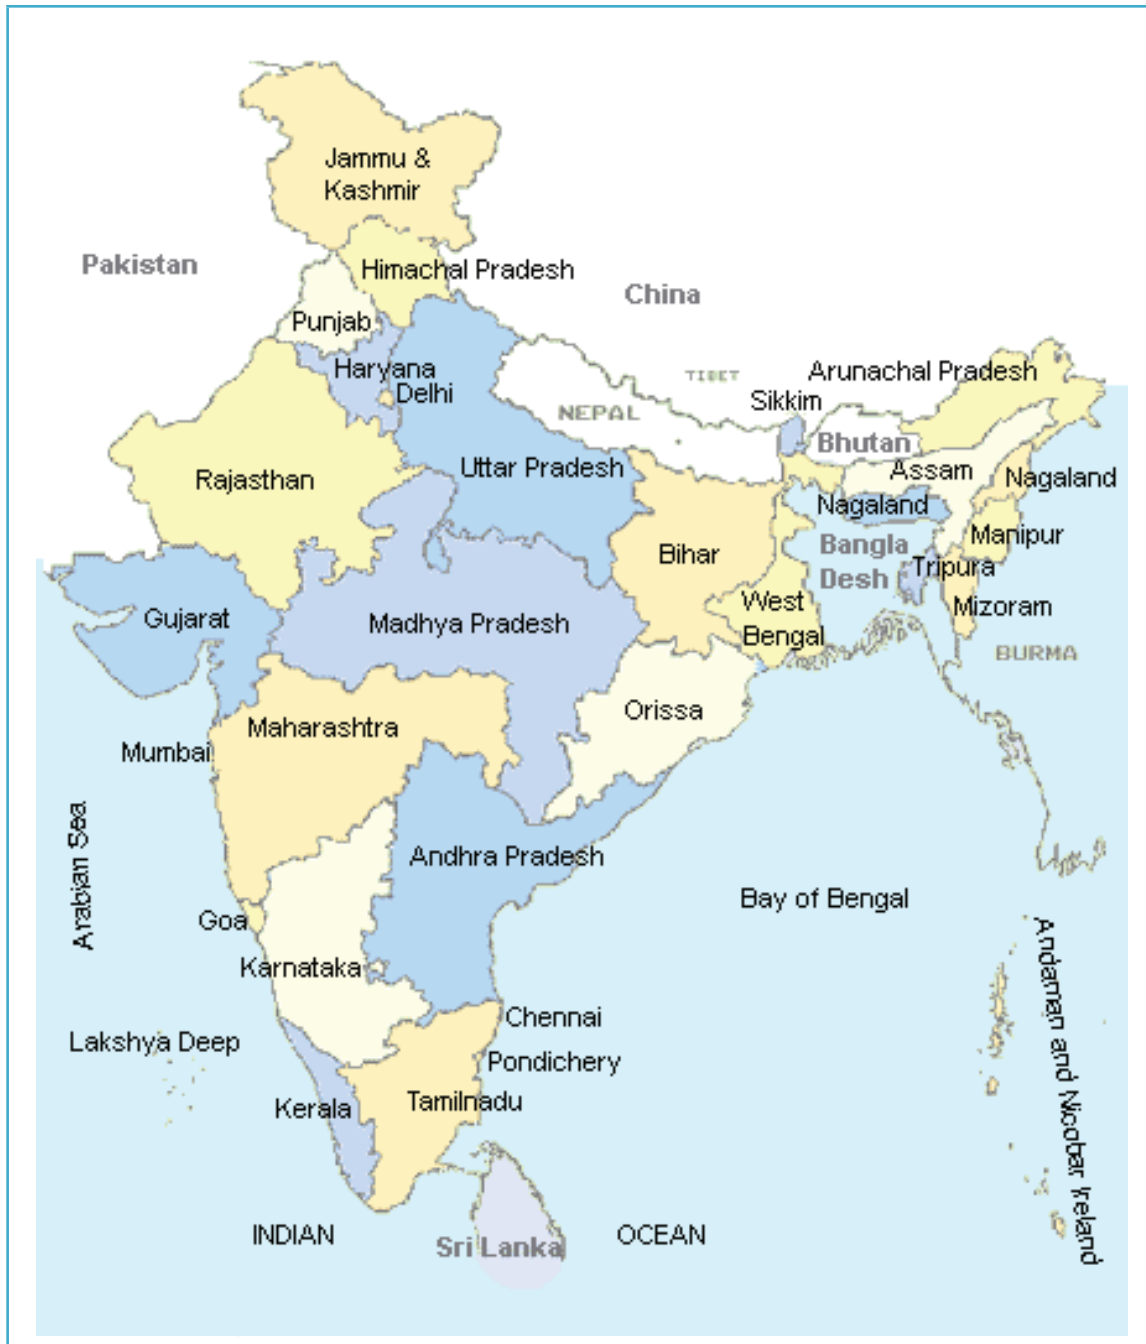 Jammu &
Kashmir
Pakistan
Himachal Pradesh
China
Punjab
Haryana
Delhi
TIBET
Arunachal Pradesh
Sikkim
NEPAL
Bhutan
Uttar Pradesh
Assam
Rajasthan
Nagaland
Nagaland
Manipur
Bangla
Desh
Bihar
Tripura
Gujarat
Madhya Pradesh
West
Bengal
Mizoram
BURMA
Orissa
Maharashtra
Mumbai
Arabian Sea
Andhra Pradesh
Bay of Bengal
Goa
Karnataka
Andaman and Nicobar Ireland
Chennai
Lakshya Deep
Pondichery
Kerala
Tamilnadu
INDIAN
OCEAN
Sri Lanka